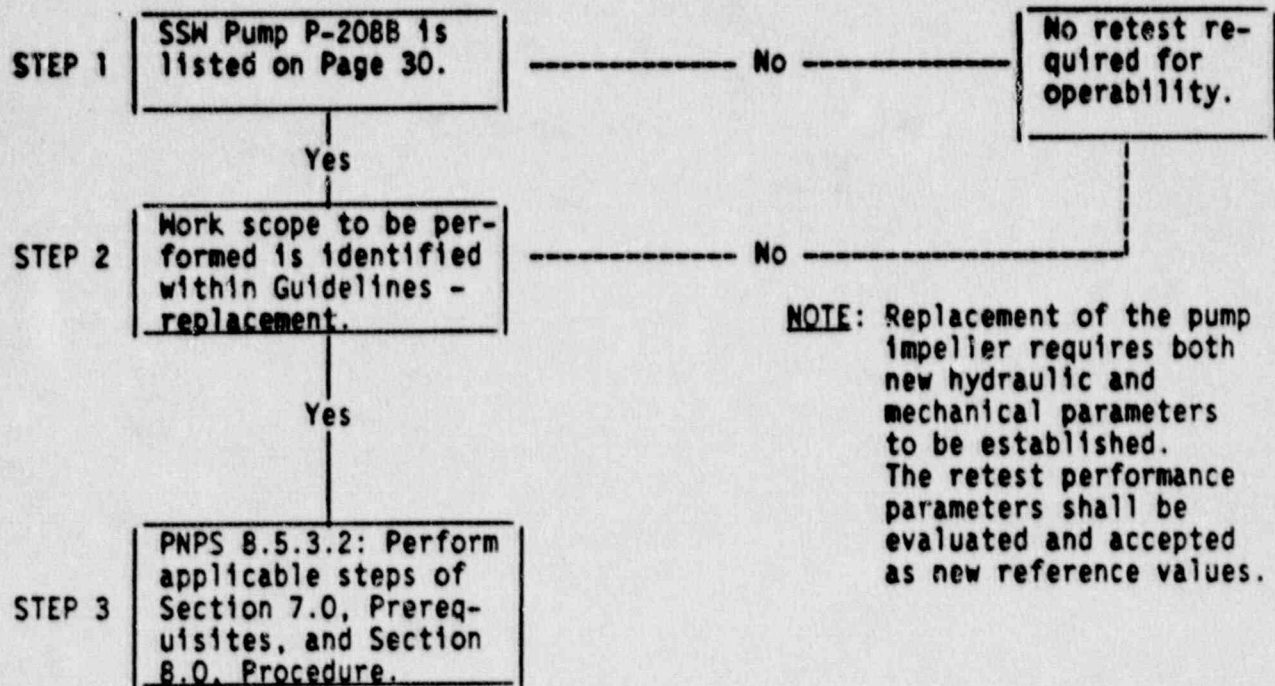 STEP 1
SSW Pump P-208B is
listed on Page 30.
No
No retest re-
quired for
operability.
Yes
STEP 2
Work scope to be per-
formed is identified
within Guidelines -
replacement.
No
NOTE: Replacement of the pump
impeller requires both
new hydraulic and
mechanical parameters
to be established.
The retest performance
parameters shall be
evaluated and accepted
as new reference values.
Yes
STEP 3
PNPS 8.5.3.2: Perform
applicable steps of
Section 7.0, Prereq-
uisites, and Section
8.0, Procedure.